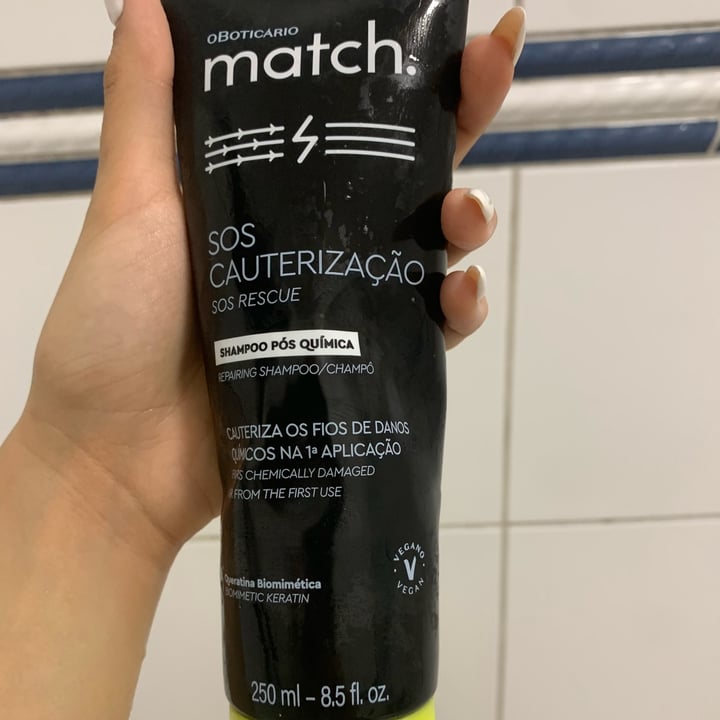 oBOTICÁRIO
match.
SOS
CAUTERIZAÇÃO
SOS RESCUE
SHAMPOO PÓS QUÍMICA
REPAIRING SHAMPOO/CHAMPÔ
CAUTERIZA OS FIOS DE DANOS
QUÍMICOS NA 1ª APLICAÇÃO
CHEMICALLY DAMAGED
FROM THE FIRST USE
VEGANO
V
VEGAN
Queratina Biomimética
BIOMIMETIC KERATIN
250 ml – 8.5 fl. oz.